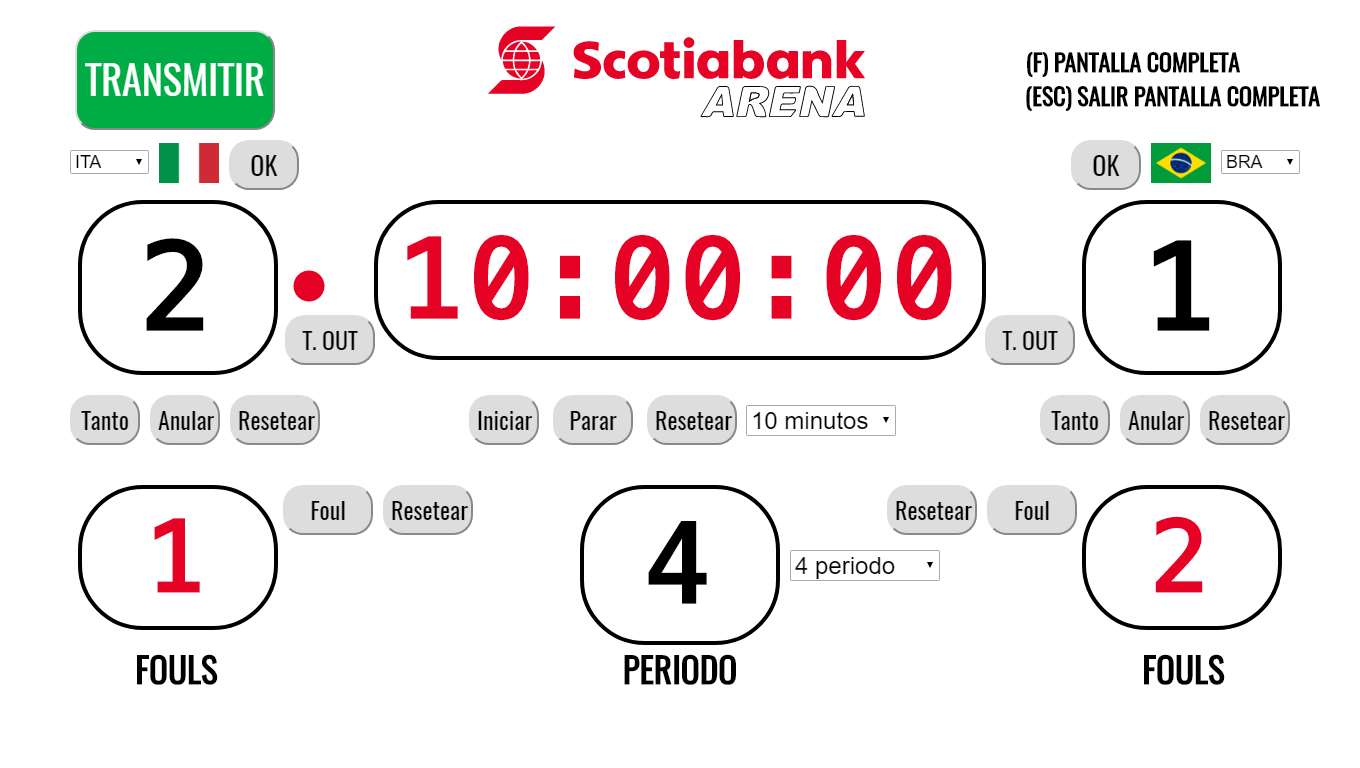 TRANSMITIR
Scotiabank
ARENA
(F) PANTALLA COMPLETA
(ESC) SALIR PANTALLA COMPLETA
ITA OK OK BRA
2 10:00:00 1
T. OUT T. OUT
Tanto Anular Resetear Iniciar Parar Resetear 10 minutos Tanto Anular Resetear
1 Foul Resetear 4 Resetear Foul 2
4 periodo
FOULS PERIODO FOULS